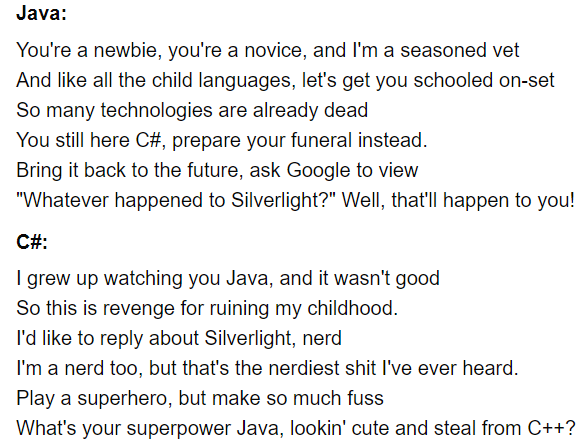 Java:
You're a newbie, you're a novice, and I'm a seasoned vet
And like all the child languages, let's get you schooled on-set
So many technologies are already dead
You still here C#, prepare your funeral instead.
Bring it back to the future, ask Google to view
"Whatever happened to Silverlight?" Well, that'll happen to you!
C#:
I grew up watching you Java, and it wasn't good
So this is revenge for ruining my childhood.
I'd like to reply about Silverlight, nerd
I'm a nerd too, but that's the nerdiest shit I've ever heard.
Play a superhero, but make so much fuss
What's your superpower Java, lookin' cute and steal from C++?